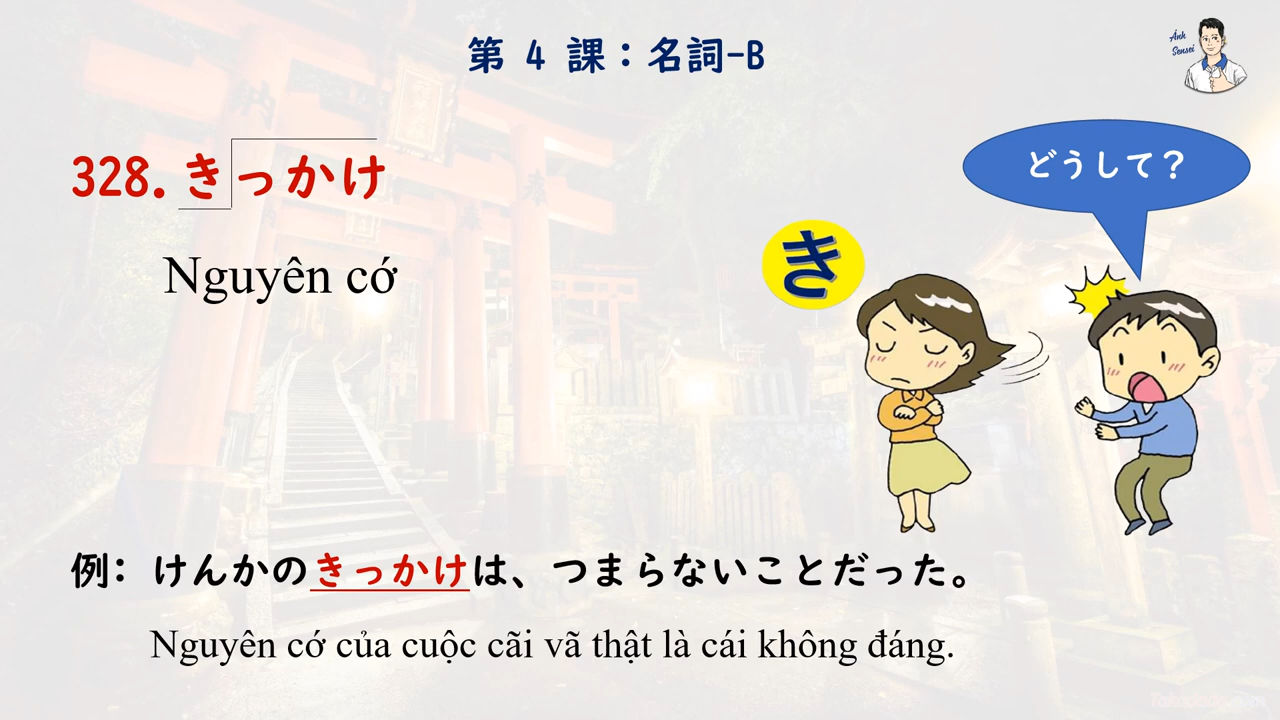 第 4 課：名詞-B
Anh
Sensei
328. きっかけ
どうして？
Nguyên cớ
き
例: けんかのきっかけは、つまらないことだった。
Nguyên cớ của cuộc cãi vã thật là cái không đáng.